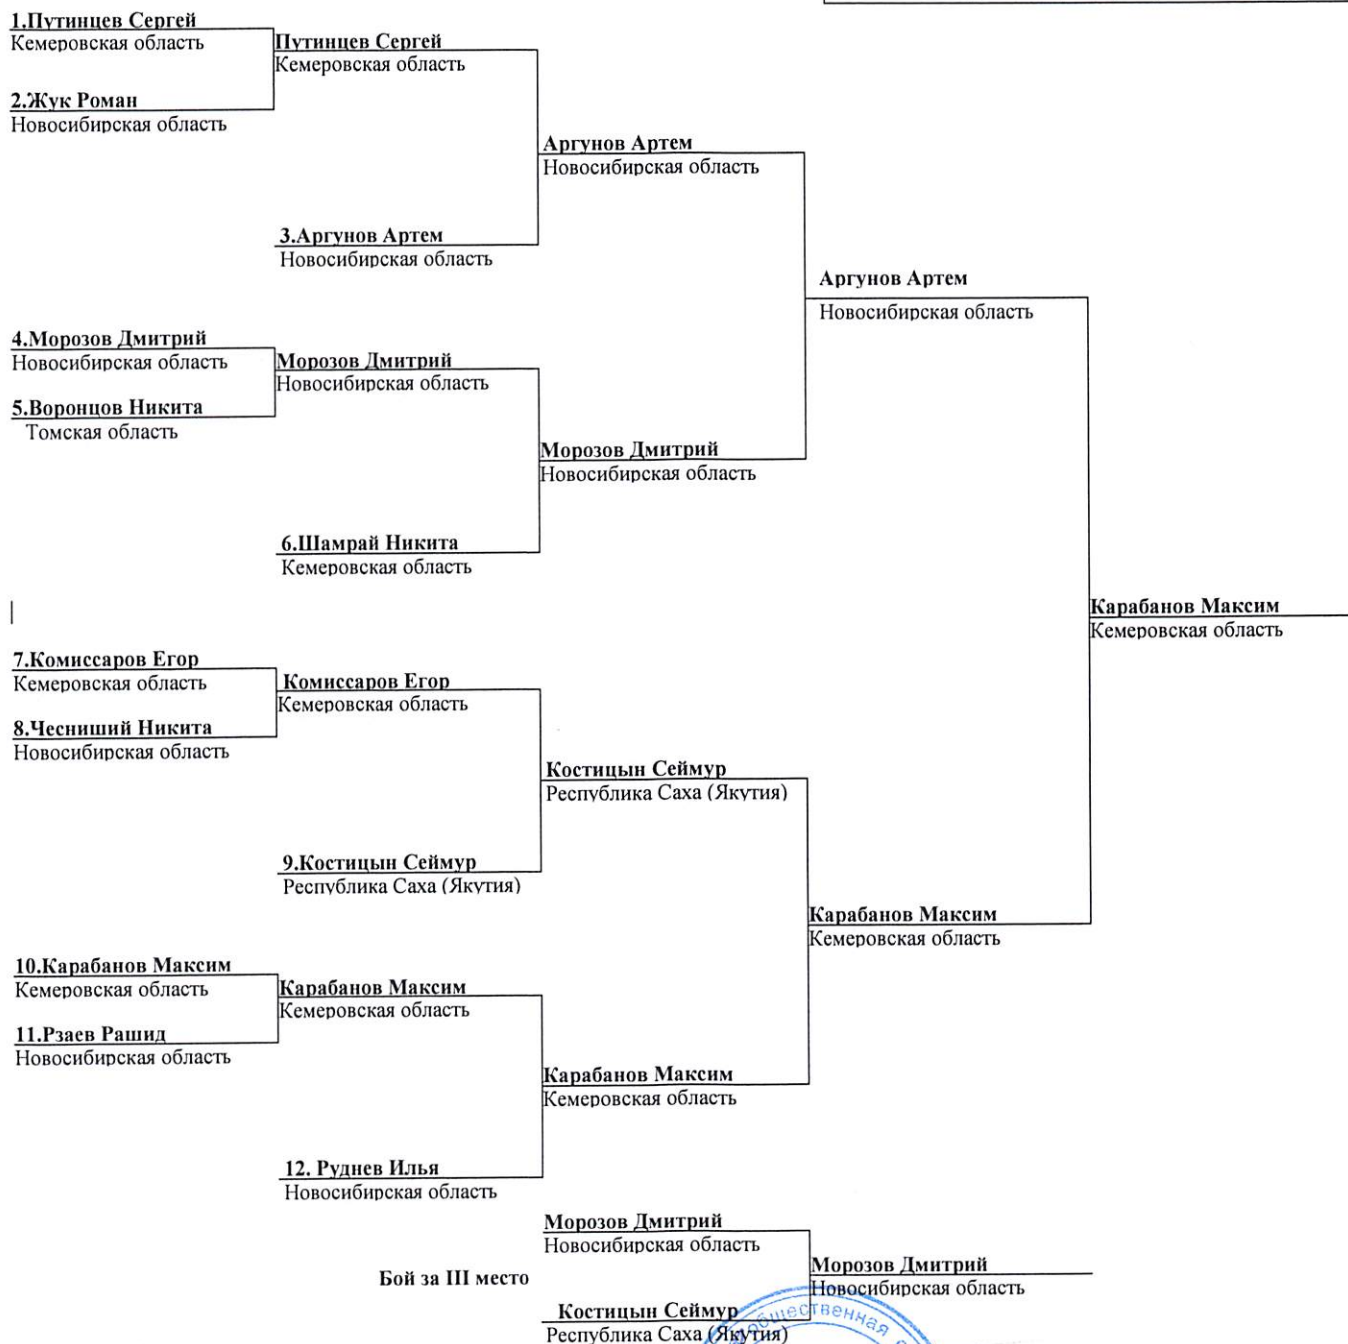 1.Путинцев Сергей
Кемеровская область
Путинцев Сергей
Кемеровская область
2.Жук Роман
Новосибирская область
Аргунов Артем
Новосибирская область
3.Аргунов Артем
Новосибирская область
Аргунов Артем
Новосибирская область
4.Морозов Дмитрий
Новосибирская область
Морозов Дмитрий
Новосибирская область
5.Воронцов Никита
Томская область
Морозов Дмитрий
Новосибирская область
6.Шамрай Никита
Кемеровская область
Карабанов Максим
Кемеровская область
7.Комиссаров Егор
Кемеровская область
Комиссаров Егор
Кемеровская область
8.Чесниший Никита
Новосибирская область
Костицын Сеймур
Республика Саха (Якутия)
9.Костицын Сеймур
Республика Саха (Якутия)
Карабанов Максим
Кемеровская область
10.Карабанов Максим
Кемеровская область
Карабанов Максим
Кемеровская область
11.Рзаев Рашид
Новосибирская область
Карабанов Максим
Кемеровская область
12. Руднев Илья
Новосибирская область
Морозов Дмитрий
Новосибирская область
Бой за III место
Морозов Дмитрий
Новосибирская область
Костицын Сеймур
Республика Саха (Якутия)
общественная